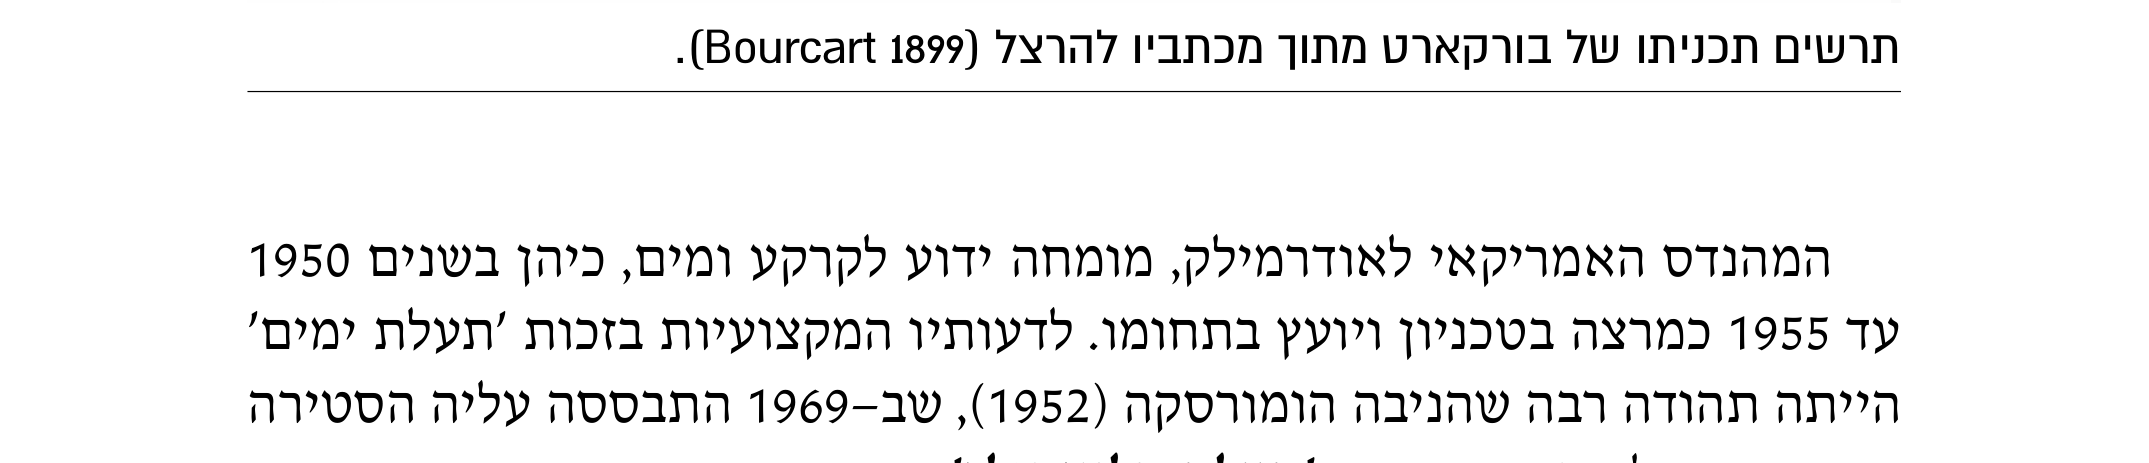 תרשים תכניתו של בורקארט מתוך מכתביו להרצל (Bourcart 1899).
המהנדס האמריקאי לאודרמילק, מומחה ידוע לקרקע ומים, כיהן בשנים 1950
עד 1955 כמרצה בטכניון ויועץ בתחומו. לדעותיו המקצועיות בזכות 'תעלת ימים'
הייתה תהודה רבה שהניבה הומורסקה (1952), שב–1969 התבססה עליה הסטירה